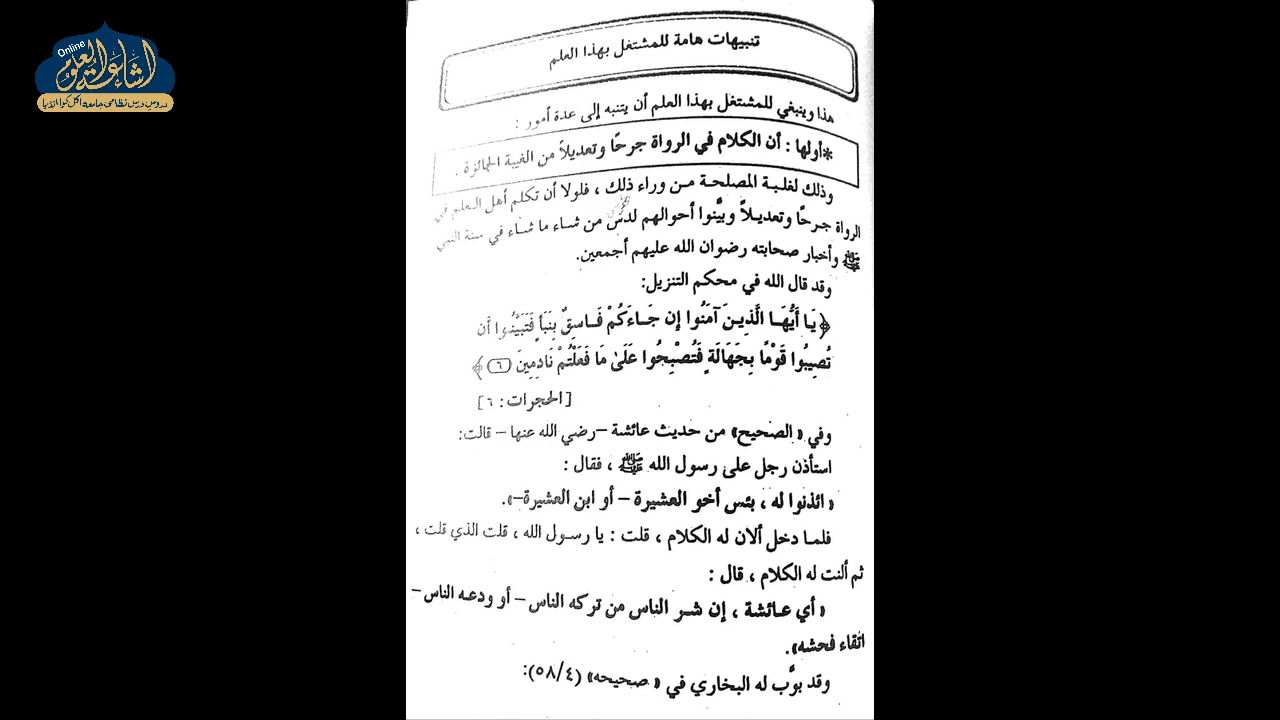 Online
اشاعۃ العلوم
دروس درس نظامی جامعہ اکل کوا انڈیا
تنبيهات هامة للمشتغل بهذا العلم
هذا وينبغي للمشتغل بهذا العلم أن يتنبه إلى عدة أمور :
*أولها : أن الكلام في الرواة جرحًا وتعديلاً من الغيبة الجائزة .
وذلك لغلبة المصلحة من وراء ذلك ، فلولا أن تكلم أهل العلم في
الرواة جرحًا وتعديلاً وبيَّنوا أحوالهم لدسَّ من شاء ما شاء في سنة النبي
ﷺ وأخبار صحابته رضوان الله عليهم أجمعين.
وقد قال الله في محكم التنزيل:
﴿يَا أَيُّهَا الَّذِينَ آمَنُوا إِن جَاءَكُمْ فَاسِقٌ بِنَبَأٍ فَتَبَيَّنُوا أَن
تُصِيبُوا قَوْمًا بِجَهَالَةٍ فَتُصْبِحُوا عَلَىٰ مَا فَعَلْتُمْ نَادِمِينَ (٦)﴾
[الحجرات: ٦]
وفي « الصحيح» من حديث عائشة –رضي الله عنها– قالت:
استأذن رجل على رسول الله ﷺ ، فقال :
« ائذنوا له ، بئس أخو العشيرة – أو ابن العشيرة–».
فلما دخل ألان له الكلام ، قلت : يا رسول الله ، قلت الذي قلت ،
ثم ألنت له الكلام ، قال :
« أي عائشة ، إن شر الناس من تركه الناس – أو ودعه الناس –
اتقاء فحشه».
وقد بوَّب له البخاري في « صحيحه» (٥٨/٤):